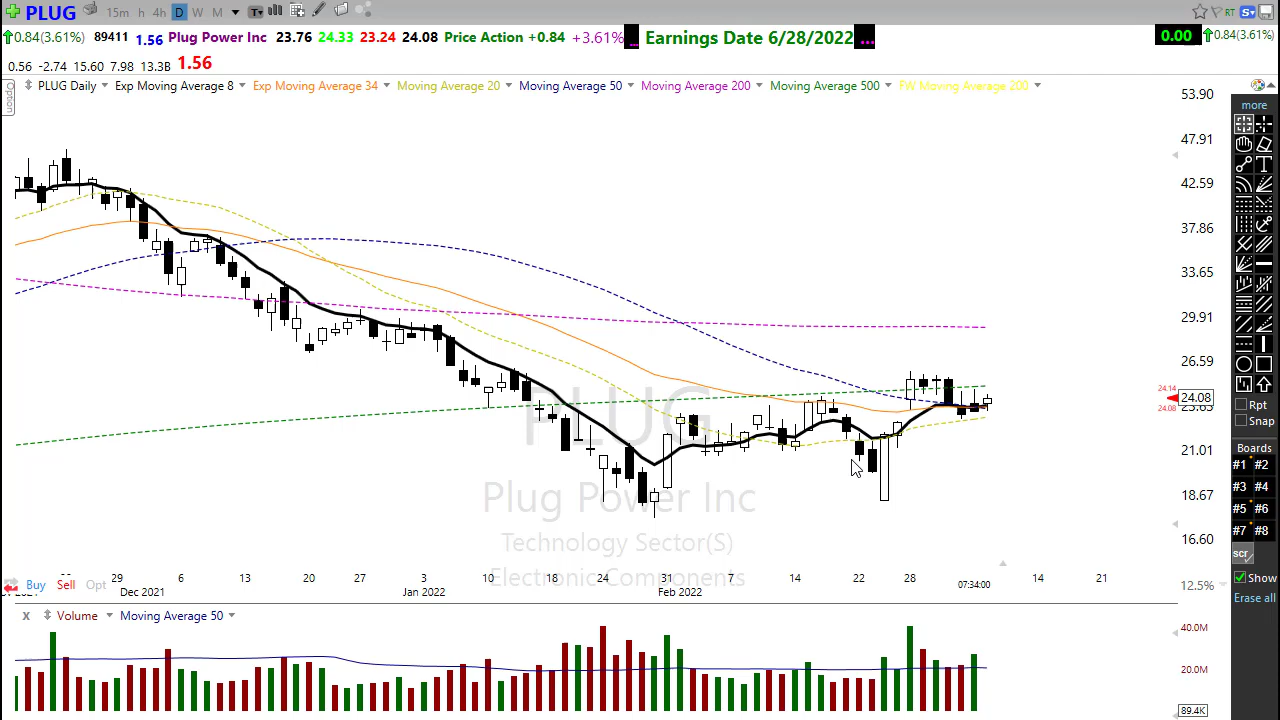 PLUG 15m h 4h D W M T RT S
0.84(3.61%) 89411 1.56 Plug Power Inc 23.76 24.33 23.24 24.08 Price Action +0.84 +3.61% ... Earnings Date 6/28/2022 ... 0.00 0.84(3.61%)
0.56 -2.74 15.60 7.98 13.38 1.56
Option
PLUG Daily Exp Moving Average 8 Exp Moving Average 34 Moving Average 20 Moving Average 50 Moving Average 200 Moving Average 500 FW Moving Average 200
53.90
more
47.91
42.59
37.86
33.65
29.91
26.59
24.14
24.08
24.08
Rpt
Snap
PLUG
21.01
Boards
#1 #2
#3 #4
#5 #6
#7 #8
Plug Power Inc
18.67
Technology Sector(S)
16.60
scr
Electronic Components
Show
Buy Sell Opt
29 6 13 20 27 3 10 18 24 31 7 14 22 28 07:54:00 14 21
12.5%
Dec 2021 Jan 2022 Feb 2022
Erase all
x Volume Moving Average 50
40.0M
20.0M
89.4K